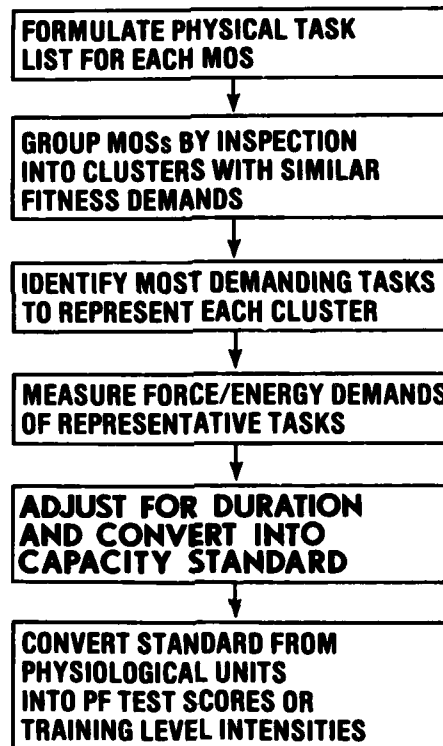 FORMULATE PHYSICAL TASK
LIST FOR EACH MOS
GROUP MOSs BY INSPECTION
INTO CLUSTERS WITH SIMILAR
FITNESS DEMANDS
IDENTIFY MOST DEMANDING TASKS
TO REPRESENT EACH CLUSTER
MEASURE FORCE/ENERGY DEMANDS
OF REPRESENTATIVE TASKS
ADJUST FOR DURATION
AND CONVERT INTO
CAPACITY STANDARD
CONVERT STANDARD FROM
PHYSIOLOGICAL UNITS
INTO PF TEST SCORES OR
TRAINING LEVEL INTENSITIES